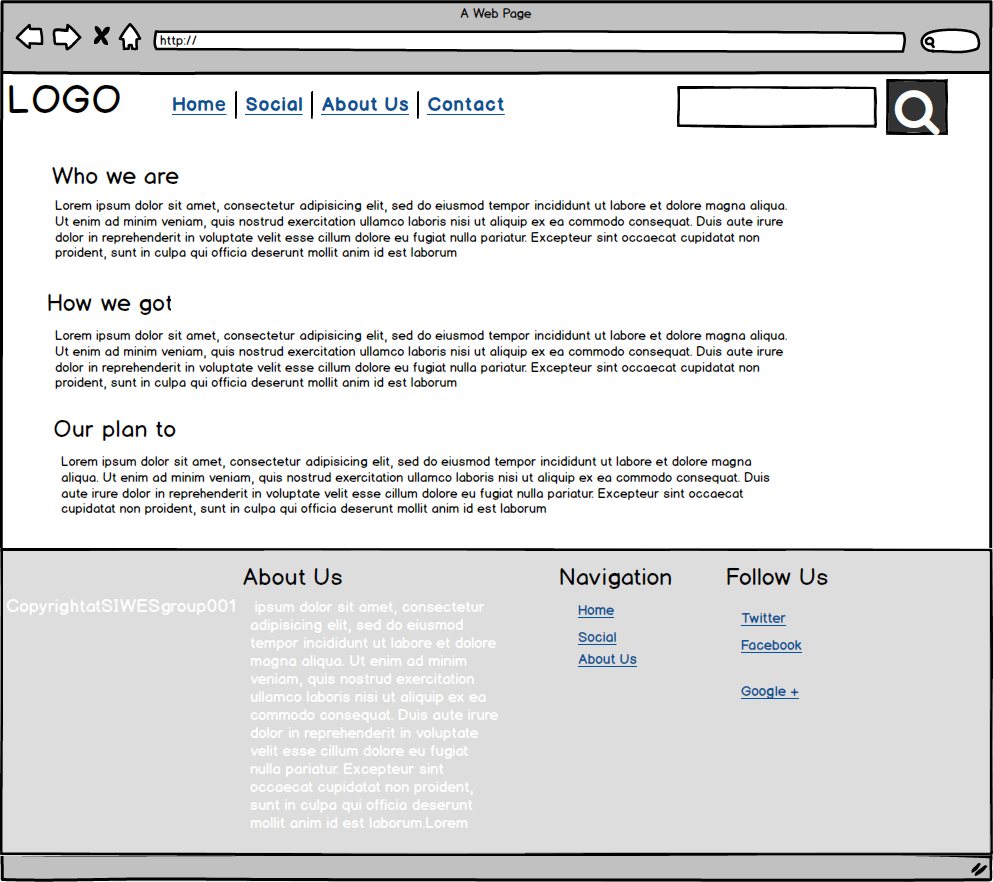 A Web Page
http://
LOGO
Home | Social | About Us | Contact
Who we are
Lorem ipsum dolor sit amet, consectetur adipisicing elit, sed do eiusmod tempor incididunt ut labore et dolore magna aliqua.
Ut enim ad minim veniam, quis nostrud exercitation ullamco laboris nisi ut aliquip ex ea commodo consequat. Duis aute irure
dolor in reprehenderit in voluptate velit esse cillum dolore eu fugiat nulla pariatur. Excepteur sint occaecat cupidatat non
proident, sunt in culpa qui officia deserunt mollit anim id est laborum
How we got
Lorem ipsum dolor sit amet, consectetur adipisicing elit, sed do eiusmod tempor incididunt ut labore et dolore magna aliqua.
Ut enim ad minim veniam, quis nostrud exercitation ullamco laboris nisi ut aliquip ex ea commodo consequat. Duis aute irure
dolor in reprehenderit in voluptate velit esse cillum dolore eu fugiat nulla pariatur. Excepteur sint occaecat cupidatat non
proident, sunt in culpa qui officia deserunt mollit anim id est laborum
Our plan to
Lorem ipsum dolor sit amet, consectetur adipisicing elit, sed do eiusmod tempor incididunt ut labore et dolore magna
aliqua. Ut enim ad minim veniam, quis nostrud exercitation ullamco laboris nisi ut aliquip ex ea commodo consequat. Duis
aute irure dolor in reprehenderit in voluptate velit esse cillum dolore eu fugiat nulla pariatur. Excepteur sint occaecat
cupidatat non proident, sunt in culpa qui officia deserunt mollit anim id est laborum
CopyrightatSIWESgroup001
About Us
ipsum dolor sit amet, consectetur
adipisicing elit, sed do eiusmod
tempor incididunt ut labore et dolore
magna aliqua. Ut enim ad minim
veniam, quis nostrud exercitation
ullamco laboris nisi ut aliquip ex ea
commodo consequat. Duis aute irure
dolor in reprehenderit in voluptate
velit esse cillum dolore eu fugiat
nulla pariatur. Excepteur sint
occaecat cupidatat non proident,
sunt in culpa qui officia deserunt
mollit anim id est laborum.Lorem
Navigation
Home
Social
About Us
Follow Us
Twitter
Facebook
Google +